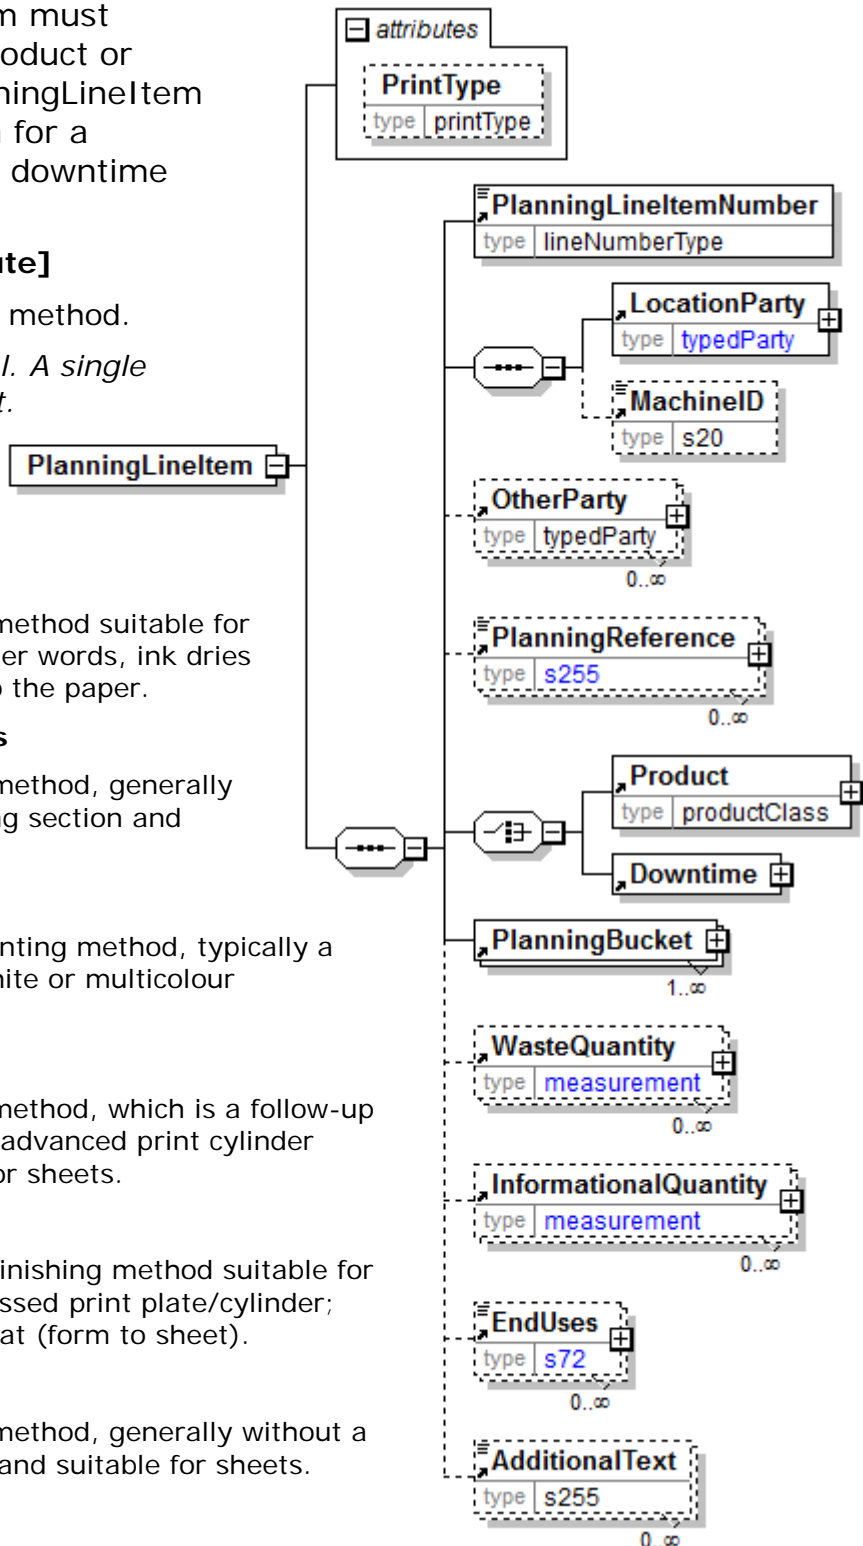 m must
oduct or
ningLineItem
for a
downtime
ute]
method.
l. A single
t.
method suitable for
er words, ink dries
o the paper.
s
method, generally
ng section and
nting method, typically a
hite or multicolour
method, which is a follow-up
advanced print cylinder
or sheets.
finishing method suitable for
ssed print plate/cylinder;
at (form to sheet).
method, generally without a
and suitable for sheets.
attributes
PrintType
type printType
PlanningLineItemNumber
type lineNumberType
LocationParty
type typedParty
MachineID
type s20
PlanningLineItem
OtherParty
type typedParty
0..∞
PlanningReference
type s255
0..∞
Product
type productClass
Downtime
PlanningBucket
1..∞
WasteQuantity
type measurement
0..∞
InformationalQuantity
type measurement
0..∞
EndUses
type s72
0..∞
AdditionalText
type s255
0..∞